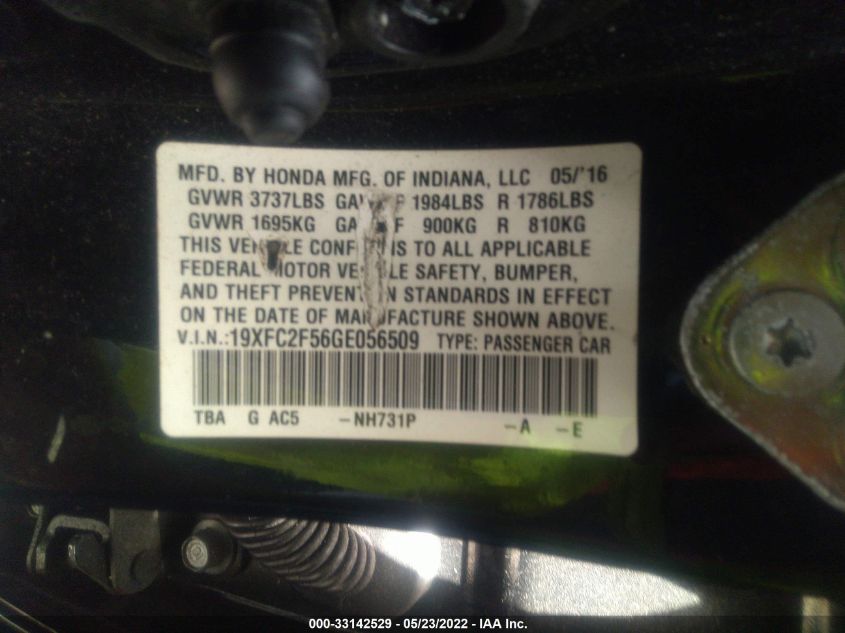 MFD. BY HONDA MFG. OF INDIANA, LLC 05/'16
GVWR 3737LBS 1984LBS R 1786LBS
GVWR 1695KG F 900KG R 810KG
THIS TO ALL APPLICABLE
FEDERAL SAFETY, BUMPER,
AND THEFT STANDARDS IN EFFECT
ON THE DATE OF SHOWN ABOVE.
V.I.N.:19XFC2F56GE056509 TYPE: PASSENGER CAR
TBA G AC5 -NH731P -A -E
000-33142529 - 05/23/2022 - IAA Inc.